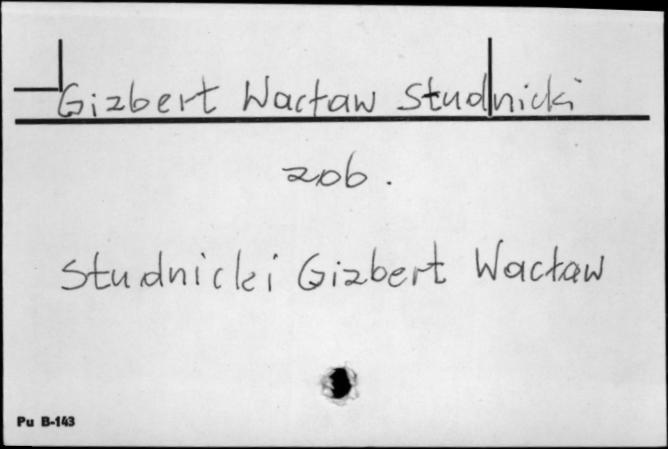 Gizbert Wacław Studnicki
zob.
Studnicki Gizbert Wacław
Pu B-143